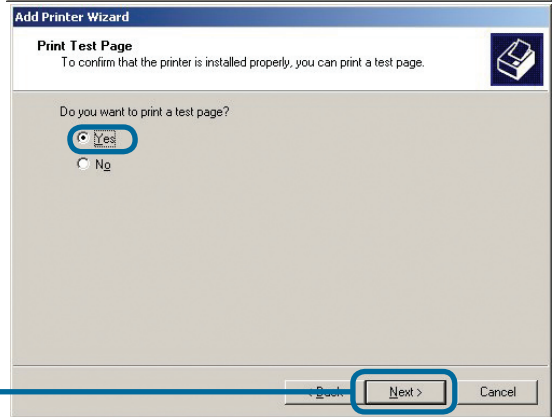 Add Printer Wizard
Print Test Page
To confirm that the printer is installed properly, you can print a test page.
Do you want to print a test page?
Yes
No
< Back Next > Cancel